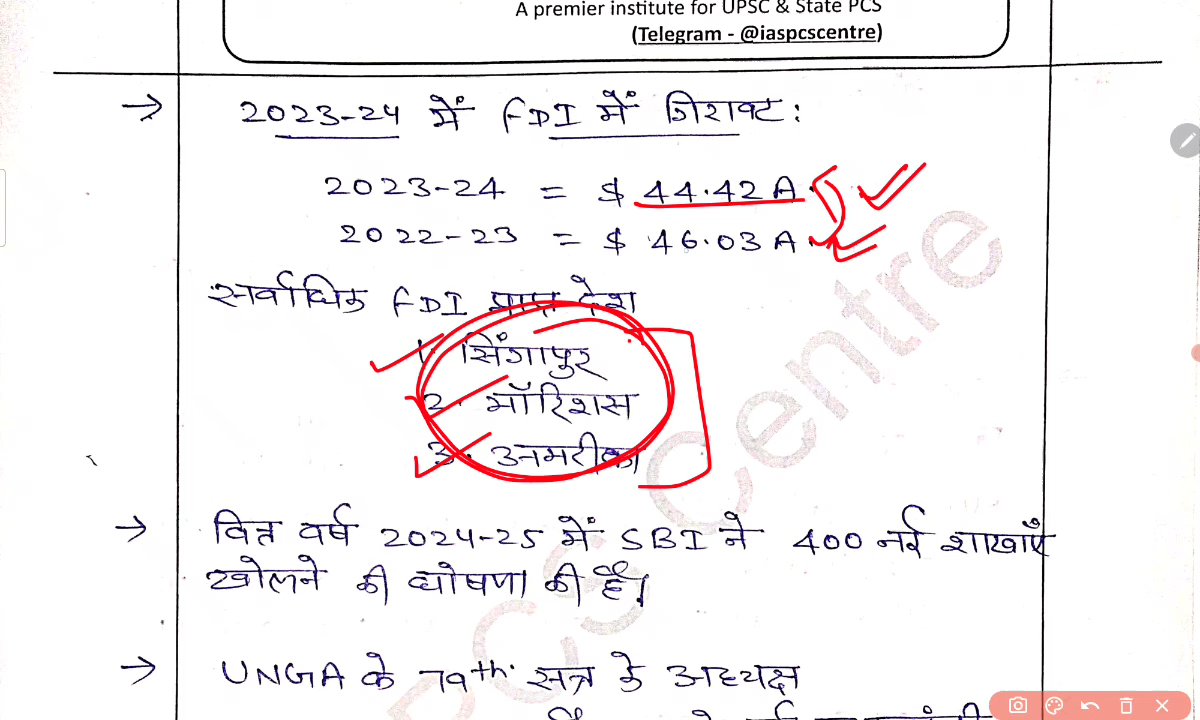 A premier institute for UPSC & State PCS
(Telegram - @iaspcscentre)
→ 2023-24 में FDI में गिरावट :
2023-24 = $ 44.42 A.
2022-23 = $ 46.03 A.
सर्वाधिक FDI प्राप्त देश
1. सिंगापुर
2. मॉरिशस
3. अमरीका
→ वित्त वर्ष 2024-25 में SBI ने 400 नई शाखाएँ
खोलने की घोषणा की है।
→ UNGA के 79th. सत्र के अध्यक्ष
PCS Centre